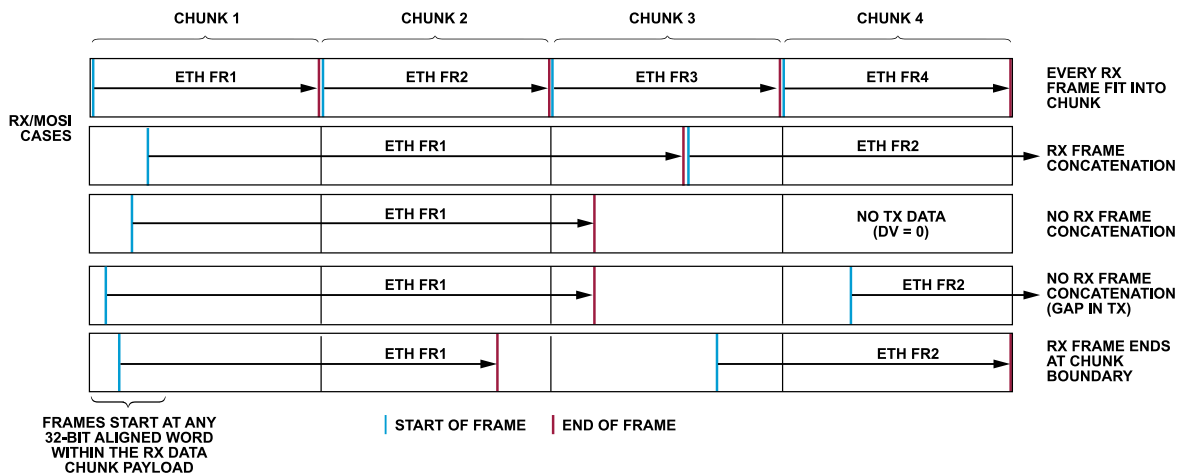 CHUNK 1
CHUNK 2
CHUNK 3
CHUNK 4
RX/MOSI
CASES
ETH FR1
ETH FR2
ETH FR3
ETH FR4
EVERY RX
FRAME FIT INTO
CHUNK
ETH FR1
ETH FR2
RX FRAME
CONCATENATION
ETH FR1
NO TX DATA
(DV = 0)
NO RX FRAME
CONCATENATION
ETH FR1
ETH FR2
NO RX FRAME
CONCATENATION
(GAP IN TX)
ETH FR1
ETH FR2
RX FRAME ENDS
AT CHUNK
BOUNDARY
FRAMES START AT ANY
32-BIT ALIGNED WORD
WITHIN THE RX DATA
CHUNK PAYLOAD
START OF FRAME
END OF FRAME